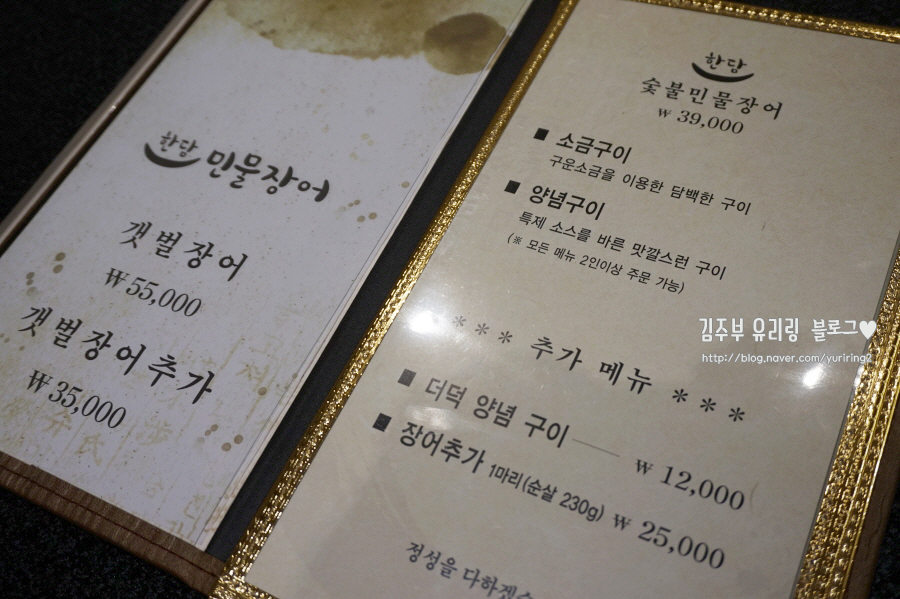 한담 민물장어
갯벌장어
₩ 55,000
갯벌장어추가
₩ 35,000
한담
숯불민물장어
₩ 39,000
■ 소금구이
구운소금을 이용한 담백한 구이
■ 양념구이
특제 소스를 바른 맛깔스런 구이
(※ 모든 메뉴 2인이상 주문 가능)
* * * 추가 메뉴 * * *
■ 더덕 양념 구이 ₩ 12,000
■ 장어추가 1마리(순살 230g) ₩ 25,000
정성을 다하겠습
김주부 유리링 블로그♥
http://blog.naver.com/yuriring2